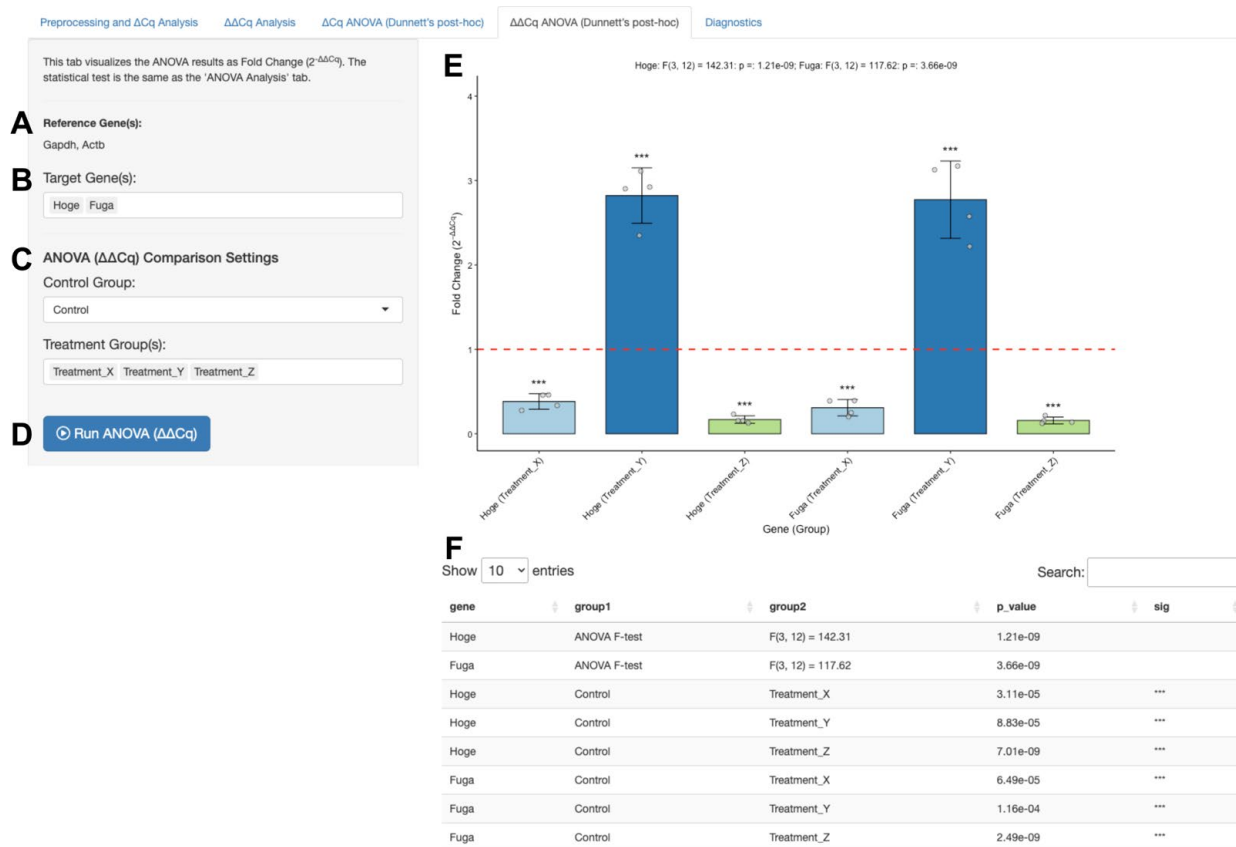 Preprocessing and ΔCq Analysis ΔΔCq Analysis ΔCq ANOVA (Dunnett's post-hoc) ΔΔCq ANOVA (Dunnett's post-hoc) Diagnostics
This tab visualizes the ANOVA results as Fold Change (2^-ΔΔCq). The
statistical test is the same as the 'ANOVA Analysis' tab.
A
Reference Gene(s):
Gapdh, Actb
B
Target Gene(s):
Hoge Fuga
C
ANOVA (ΔΔCq) Comparison Settings
Control Group:
Control
Treatment Group(s):
Treatment_X Treatment_Y Treatment_Z
D
Run ANOVA (ΔΔCq)
E
Hoge: F(3, 12) = 142.31: p =: 1.21e-09; Fuga: F(3, 12) = 117.62: p =: 3.66e-09
Fold Change (2^-ΔΔCq)
4
3
2
1
0
***
***
***
***
***
***
Hoge (Treatment_X)
Hoge (Treatment_Y)
Hoge (Treatment_Z)
Fuga (Treatment_X)
Fuga (Treatment_Y)
Fuga (Treatment_Z)
Gene (Group)
F
Show 10 entries Search:
gene group1 group2 p_value sig
Hoge ANOVA F-test F(3, 12) = 142.31 1.21e-09
Fuga ANOVA F-test F(3, 12) = 117.62 3.66e-09
Hoge Control Treatment_X 3.11e-05 ***
Hoge Control Treatment_Y 8.83e-05 ***
Hoge Control Treatment_Z 7.01e-09 ***
Fuga Control Treatment_X 6.49e-05 ***
Fuga Control Treatment_Y 1.16e-04 ***
Fuga Control Treatment_Z 2.49e-09 ***